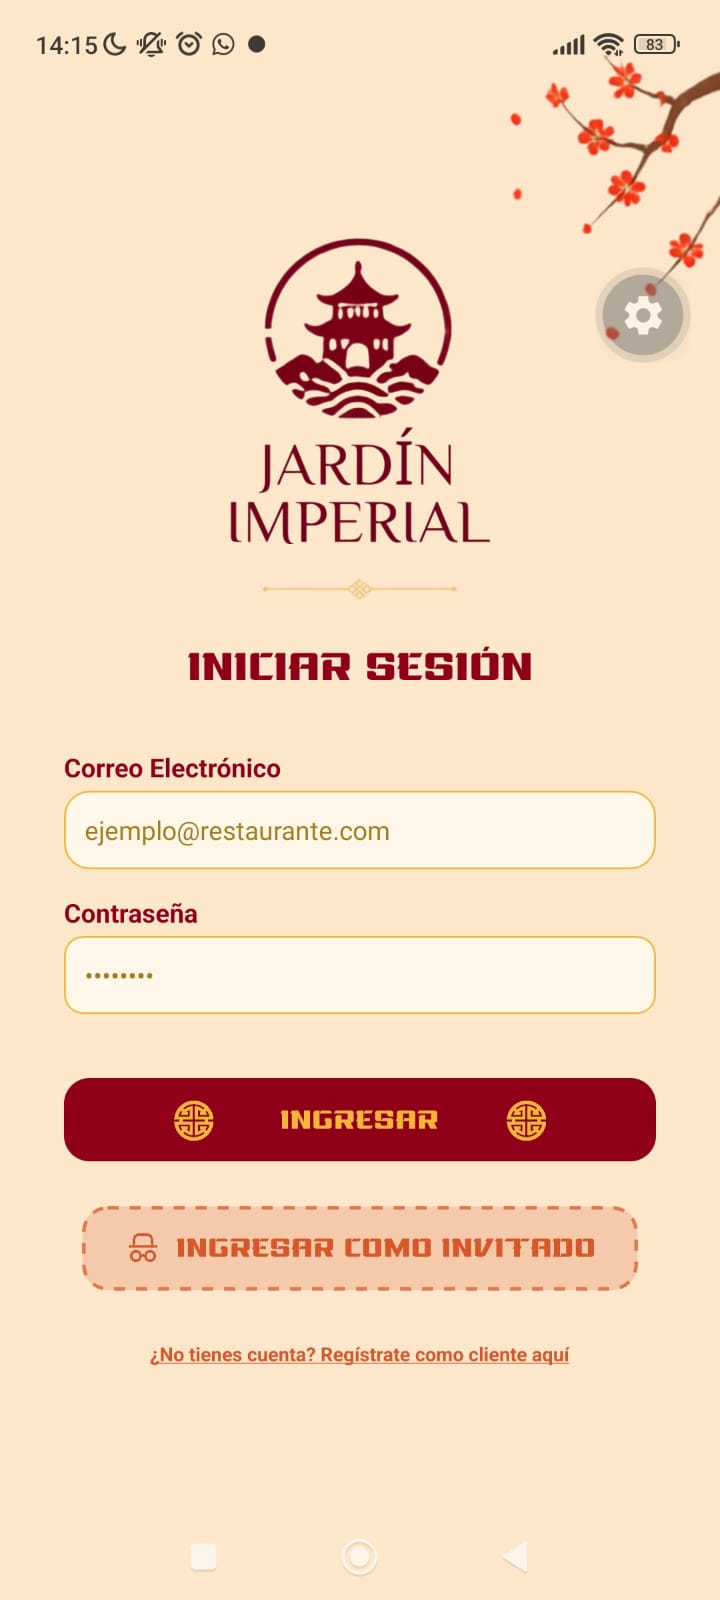 14:15
83
JARDÍN
IMPERIAL
INICIAR SESIÓN
Correo Electrónico
ejemplo@restaurante.com
Contraseña
••••••••
INGRESAR
INGRESAR COMO INVITADO
¿No tienes cuenta? Regístrate como cliente aquí